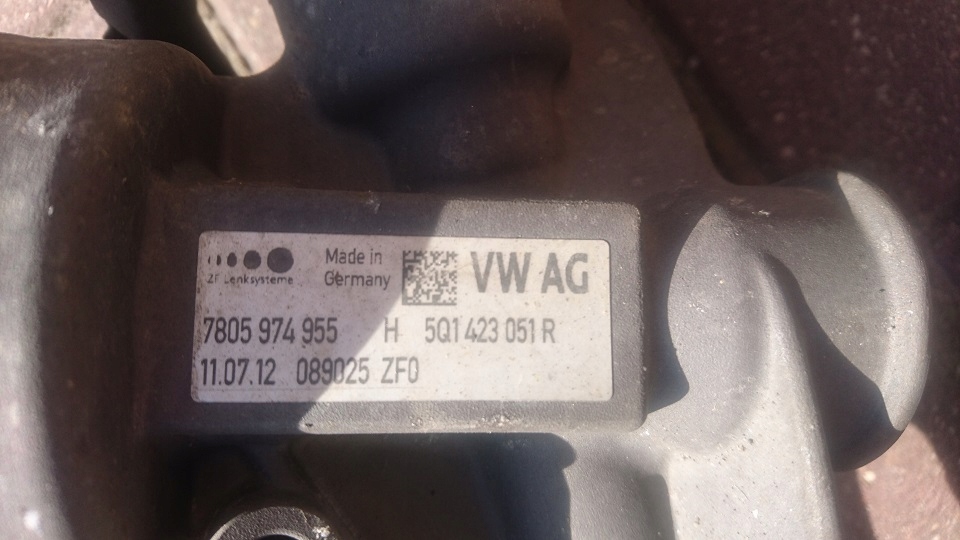 ZF Lenksysteme
Made in
Germany
VW AG
7805 974 955 H 5Q1 423 051 R
11.07.12 089025 ZF0